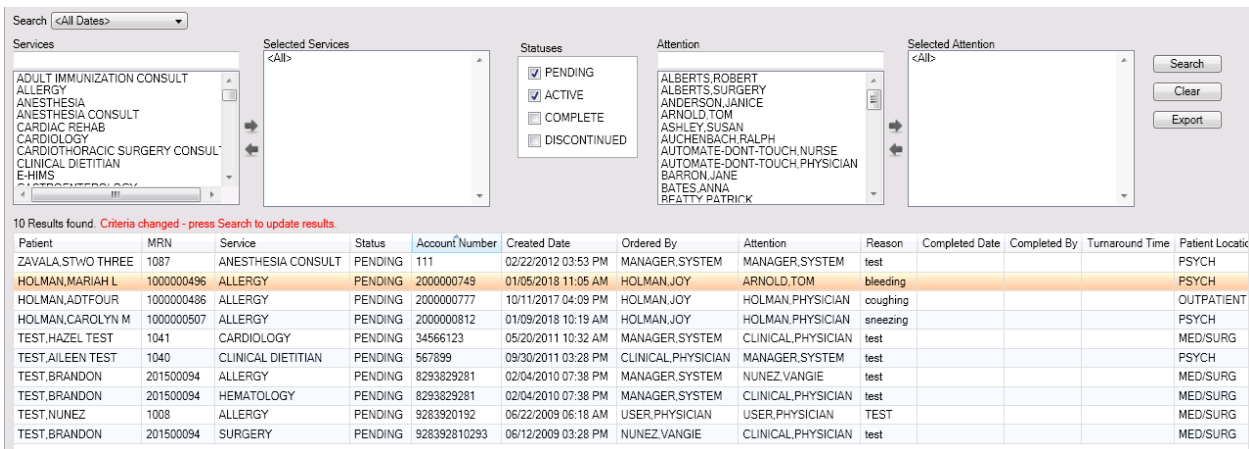 Search <All Dates>
Services Selected Services Statuses Attention Selected Attention
<All> <All>
PENDING
ACTIVE
COMPLETE
DISCONTINUED
ADULT IMMUNIZATION CONSULT
ALLERGY
ANESTHESIA
ANESTHESIA CONSULT
CARDIAC REHAB
CARDIOLOGY
CARDIOTHORACIC SURGERY CONSULT
CLINICAL DIETITIAN
E-HIMS
GASTROENTEROLOGY
ALBERTS,ROBERT
ALBERTS,SURGERY
ANDERSON,JANICE
ARNOLD,TOM
ASHLEY,SUSAN
AUCHENBACH,RALPH
AUTOMATE-DONT-TOUCH,NURSE
AUTOMATE-DONT-TOUCH,PHYSICIAN
BARRON,JANE
BATES,ANNA
BEATTY,PATRICK
Search
Clear
Export
10 Results found. Criteria changed - press Search to update results.
Patient MRN Service Status Account Number Created Date Ordered By Attention Reason Completed Date Completed By Turnaround Time Patient Locatio
ZAVALA,STWO THREE 1087 ANESTHESIA CONSULT PENDING 111 02/22/2012 03:53 PM MANAGER,SYSTEM MANAGER,SYSTEM test PSYCH
HOLMAN,MARIAH L 1000000496 ALLERGY PENDING 2000000749 01/05/2018 11:05 AM HOLMAN,JOY ARNOLD,TOM bleeding PSYCH
HOLMAN,ADTFOUR 1000000486 ALLERGY PENDING 2000000777 10/11/2017 04:09 PM HOLMAN,JOY HOLMAN,PHYSICIAN coughing OUTPATIENT
HOLMAN,CAROLYN M 1000000507 ALLERGY PENDING 2000000812 01/09/2018 10:19 AM HOLMAN,JOY HOLMAN,PHYSICIAN sneezing PSYCH
TEST,HAZEL TEST 1041 CARDIOLOGY PENDING 34566123 05/20/2011 10:32 AM MANAGER,SYSTEM CLINICAL,PHYSICIAN test MED/SURG
TEST,AILEEN TEST 1040 CLINICAL DIETITIAN PENDING 567899 09/30/2011 03:28 PM CLINICAL,PHYSICIAN MANAGER,SYSTEM test PSYCH
TEST,BRANDON 201500094 ALLERGY PENDING 8293829281 02/04/2010 07:38 PM MANAGER,SYSTEM NUNEZ,VANGIE test MED/SURG
TEST,BRANDON 201500094 HEMATOLOGY PENDING 8293829281 02/04/2010 07:38 PM MANAGER,SYSTEM CLINICAL,PHYSICIAN test MED/SURG
TEST,NUNEZ 1008 ALLERGY PENDING 9283920192 06/22/2009 06:18 AM USER,PHYSICIAN USER,PHYSICIAN TEST MED/SURG
TEST,BRANDON 201500094 SURGERY PENDING 928392810293 06/12/2009 03:28 PM NUNEZ,VANGIE CLINICAL,PHYSICIAN test MED/SURG